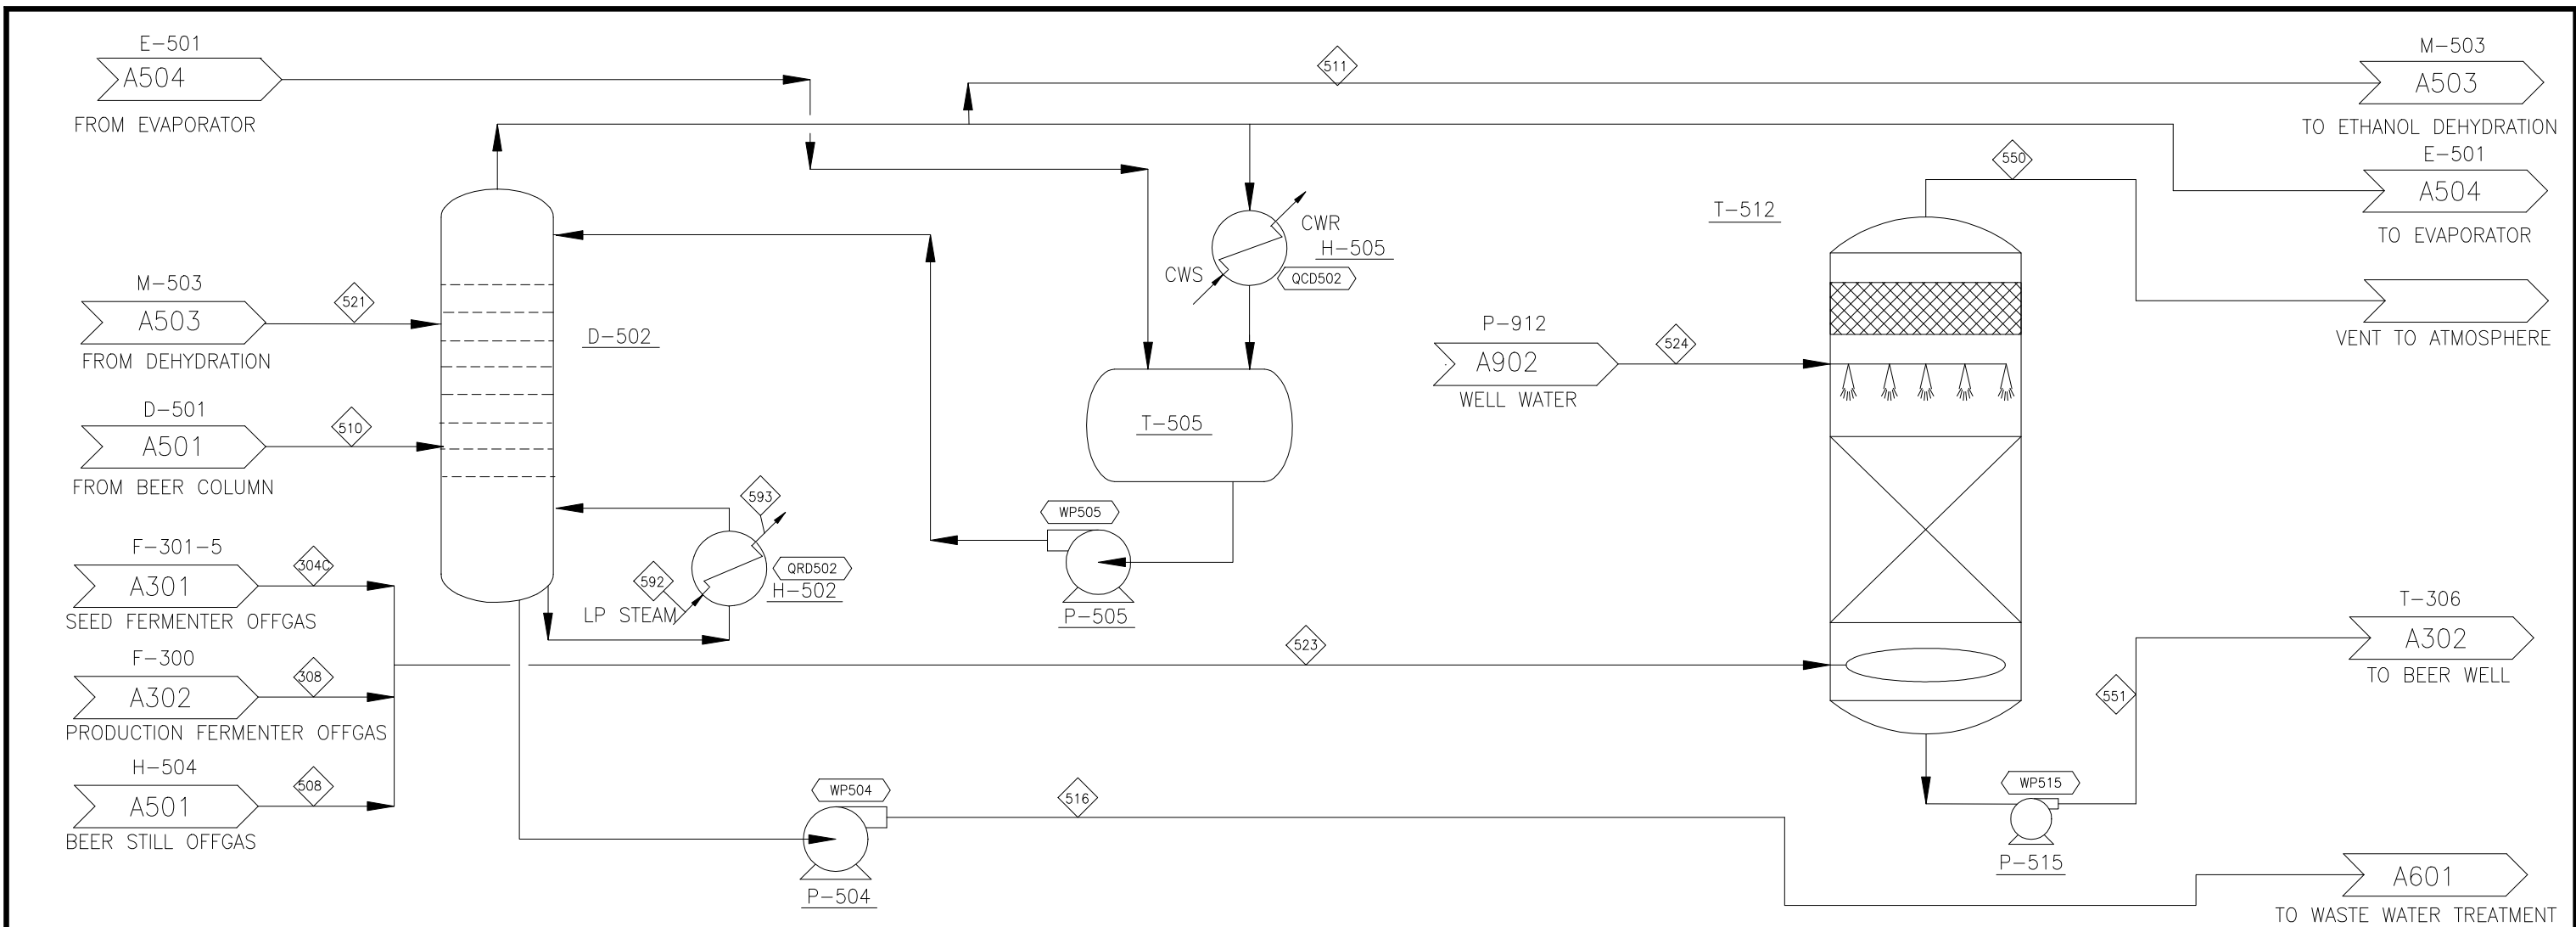 E-501
A504
FROM EVAPORATOR
511
M-503
A503
TO ETHANOL DEHYDRATION
E-501
A504
TO EVAPORATOR
550
T-512
CWR
H-505
CWS
QCD502
VENT TO ATMOSPHERE
M-503
521
A503
FROM DEHYDRATION
D-502
P-912
524
A902
WELL WATER
D-501
510
A501
FROM BEER COLUMN
T-505
593
WP505
F-301-5
304C
A301
SEED FERMENTER OFFGAS
592
QRD502
H-502
LP STEAM
P-505
523
T-306
A302
TO BEER WELL
551
F-300
308
A302
PRODUCTION FERMENTER OFFGAS
H-504
508
A501
BEER STILL OFFGAS
WP504
516
WP515
P-504
P-515
A601
TO WASTE WATER TREATMENT